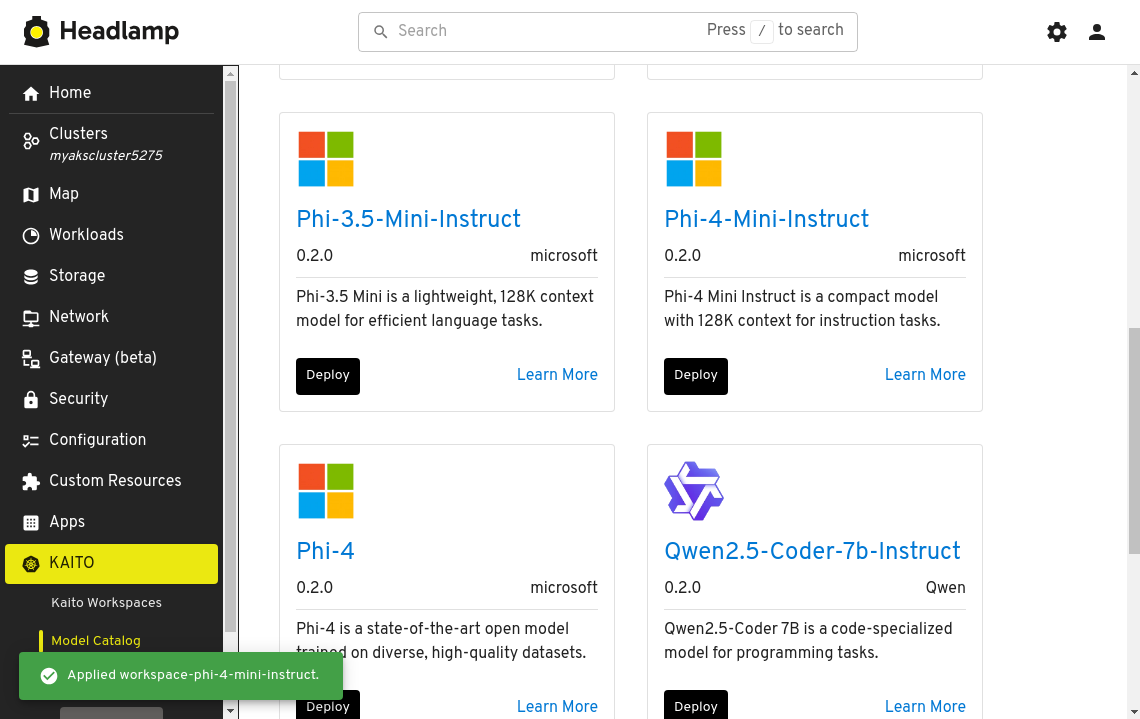 Headlamp
Search
Press / to search
Home
Clusters
myakscluster5275
Map
Workloads
Storage
Network
Gateway (beta)
Security
Configuration
Custom Resources
Apps
KAITO
Kaito Workspaces
Model Catalog
Applied workspace-phi-4-mini-instruct.
Phi-3.5-Mini-Instruct
0.2.0 microsoft
Phi-3.5 Mini is a lightweight, 128K context
model for efficient language tasks.
Deploy Learn More
Phi-4-Mini-Instruct
0.2.0 microsoft
Phi-4 Mini Instruct is a compact model
with 128K context for instruction tasks.
Deploy Learn More
Phi-4
0.2.0 microsoft
Phi-4 is a state-of-the-art open model
trained on diverse, high-quality datasets.
Deploy Learn More
Qwen2.5-Coder-7b-Instruct
0.2.0 Qwen
Qwen2.5-Coder 7B is a code-specialized
model for programming tasks.
Deploy Learn More